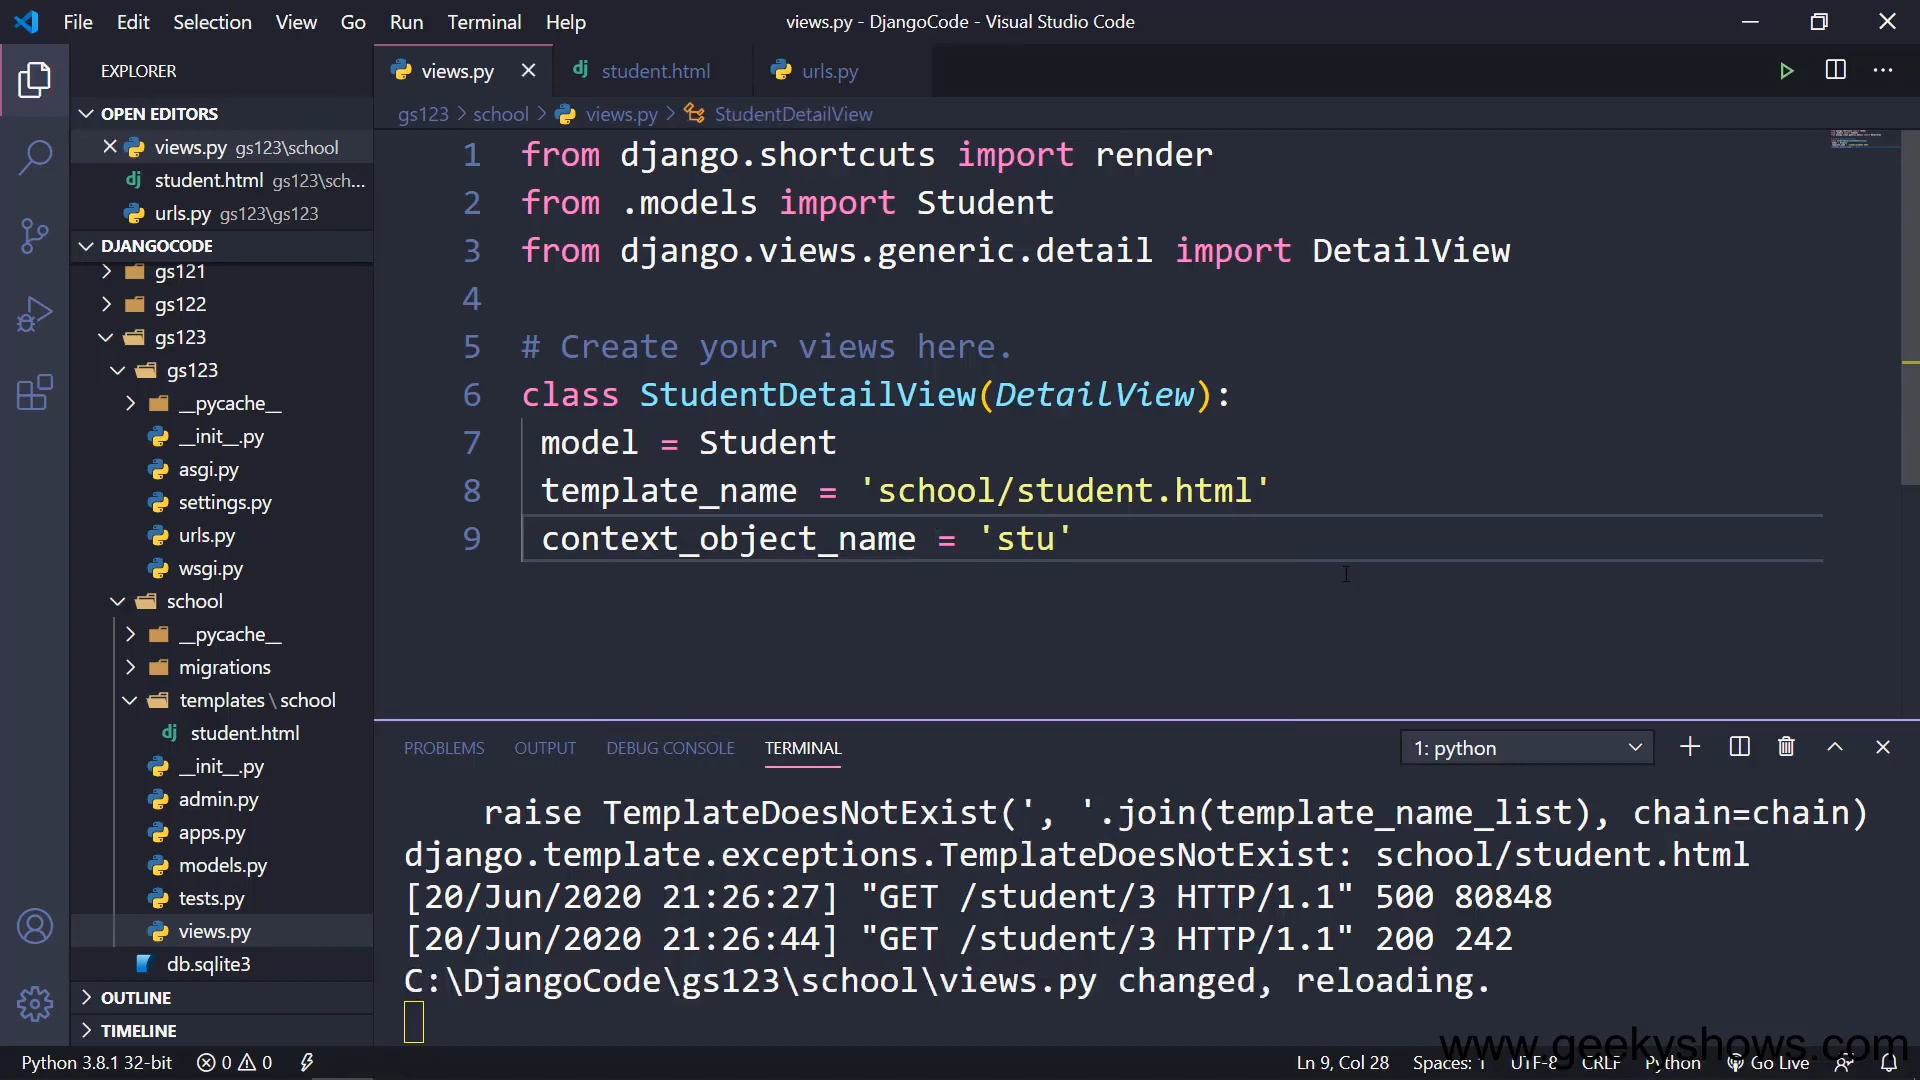 File Edit Selection View Go Run Terminal Help
views.py - DjangoCode - Visual Studio Code
EXPLORER
OPEN EDITORS
views.py gs123\school
student.html gs123\sch...
urls.py gs123\gs123
DJANGOCODE
gs121
gs122
gs123
gs123
__pycache__
__init__.py
asgi.py
settings.py
urls.py
wsgi.py
school
__pycache__
migrations
templates\school
student.html
__init__.py
admin.py
apps.py
models.py
tests.py
views.py
db.sqlite3
OUTLINE
TIMELINE
views.py student.html urls.py
gs123 > school > views.py > StudentDetailView
1 from django.shortcuts import render
2 from .models import Student
3 from django.views.generic.detail import DetailView
4
5 # Create your views here.
6 class StudentDetailView(DetailView):
7 model = Student
8 template_name = 'school/student.html'
9 context_object_name = 'stu'
PROBLEMS OUTPUT DEBUG CONSOLE TERMINAL 1: python
raise TemplateDoesNotExist(', '.join(template_name_list), chain=chain)
django.template.exceptions.TemplateDoesNotExist: school/student.html
[20/Jun/2020 21:26:27] "GET /student/3 HTTP/1.1" 500 80848
[20/Jun/2020 21:26:44] "GET /student/3 HTTP/1.1" 200 242
C:\DjangoCode\gs123\school\views.py changed, reloading.
www.geekyshows.com
Python 3.8.1 32-bit 0 0 Ln 9, Col 28 Spaces: 1 UTF-8 CRLF Python Go Live